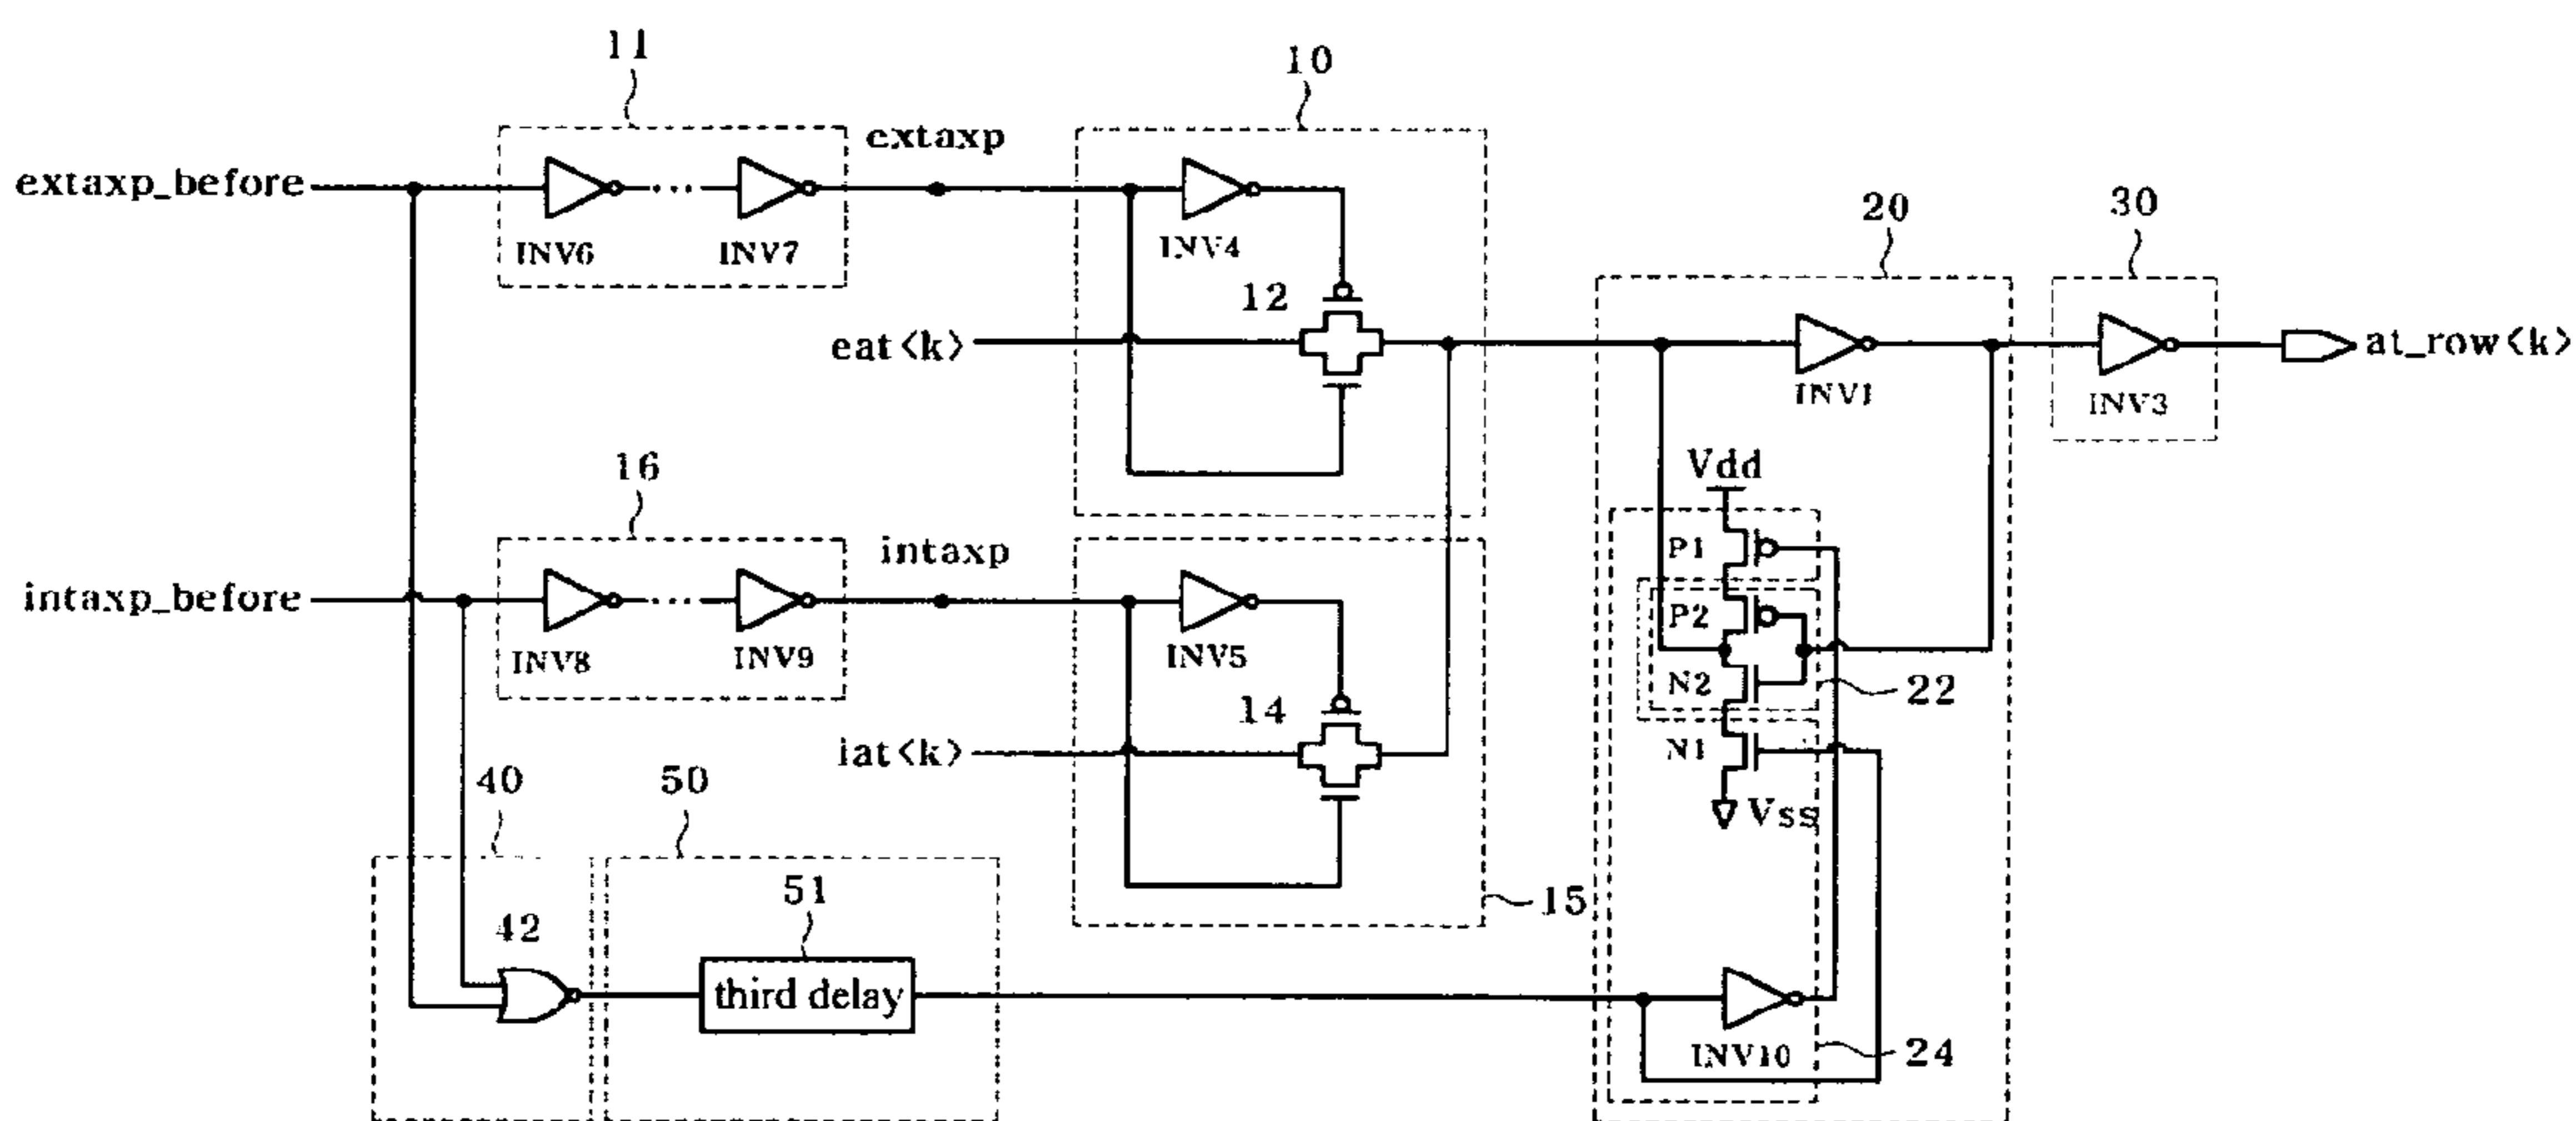 11
10
extaxp
extaxp_before
INV6
INV7
INV4
12
eat<k>
20
30
INV1
INV3
at_row<k>
16
intaxp
intaxp_before
INV8
INV9
INV5
14
iat<k>
15
Vdd
P1
P2
N2
22
N1
Vss
40
50
42
51
third delay
INV10
24